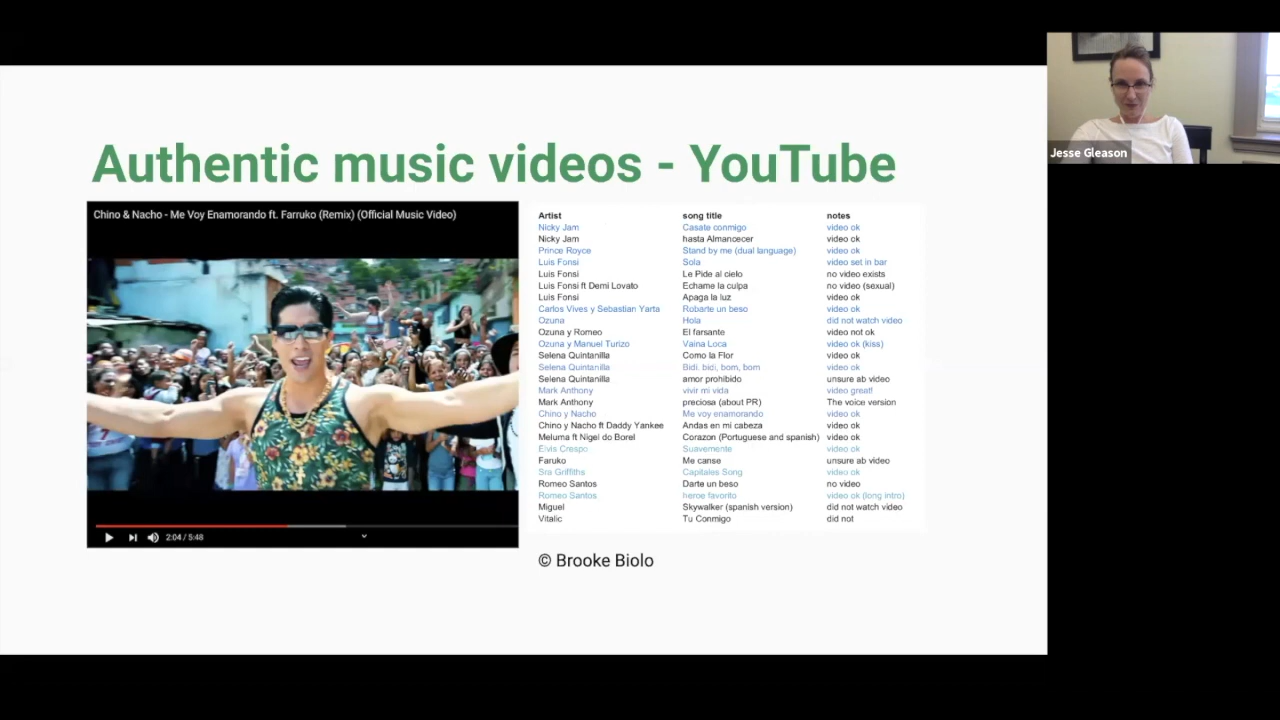 Authentic music videos - YouTube
Chino & Nacho - Me Voy Enamorando ft. Farruko (Remix) (Official Music Video)
2:04 / 5:48
Artist song title notes
Nicky Jam Casate conmigo video ok
Nicky Jam hasta Almancecer video ok
Prince Royce Stand by me (dual language) video ok
Luis Fonsi Sola video set in bar
Luis Fonsi Le Pide al cielo no video exists
Luis Fonsi ft Demi Lovato Echame la culpa no video (sexual)
Luis Fonsi Apaga la luz video ok
Carlos Vives y Sebastian Yarta Robarte un beso video ok
Ozuna Hola did not watch video
Ozuna y Romeo El farsante video not ok
Ozuna y Manuel Turizo Vaina Loca video ok (kiss)
Selena Quintanilla Como la Flor video ok
Selena Quintanilla Bidi. bidi, bom, bom video ok
Selena Quintanilla amor prohibido unsure ab video
Mark Anthony vivir mi vida video great!
Mark Anthony preciosa (about PR) The voice version
Chino y Nacho Me voy enamorando video ok
Chino y Nacho ft Daddy Yankee Andas en mi cabeza video ok
Meluma ft Nigel do Borel Corazon (Portuguese and spanish) video ok
Elvis Crespo Suavemente video ok
Faruko Me canse unsure ab video
Sra Griffiths Capitales Song video ok
Romeo Santos Darte un beso no video
Romeo Santos heroe favorito video ok (long intro)
Miguel Skywalker (spanish version) did not watch video
Vitalic Tu Conmigo did not
© Brooke Biolo
Jesse Gleason